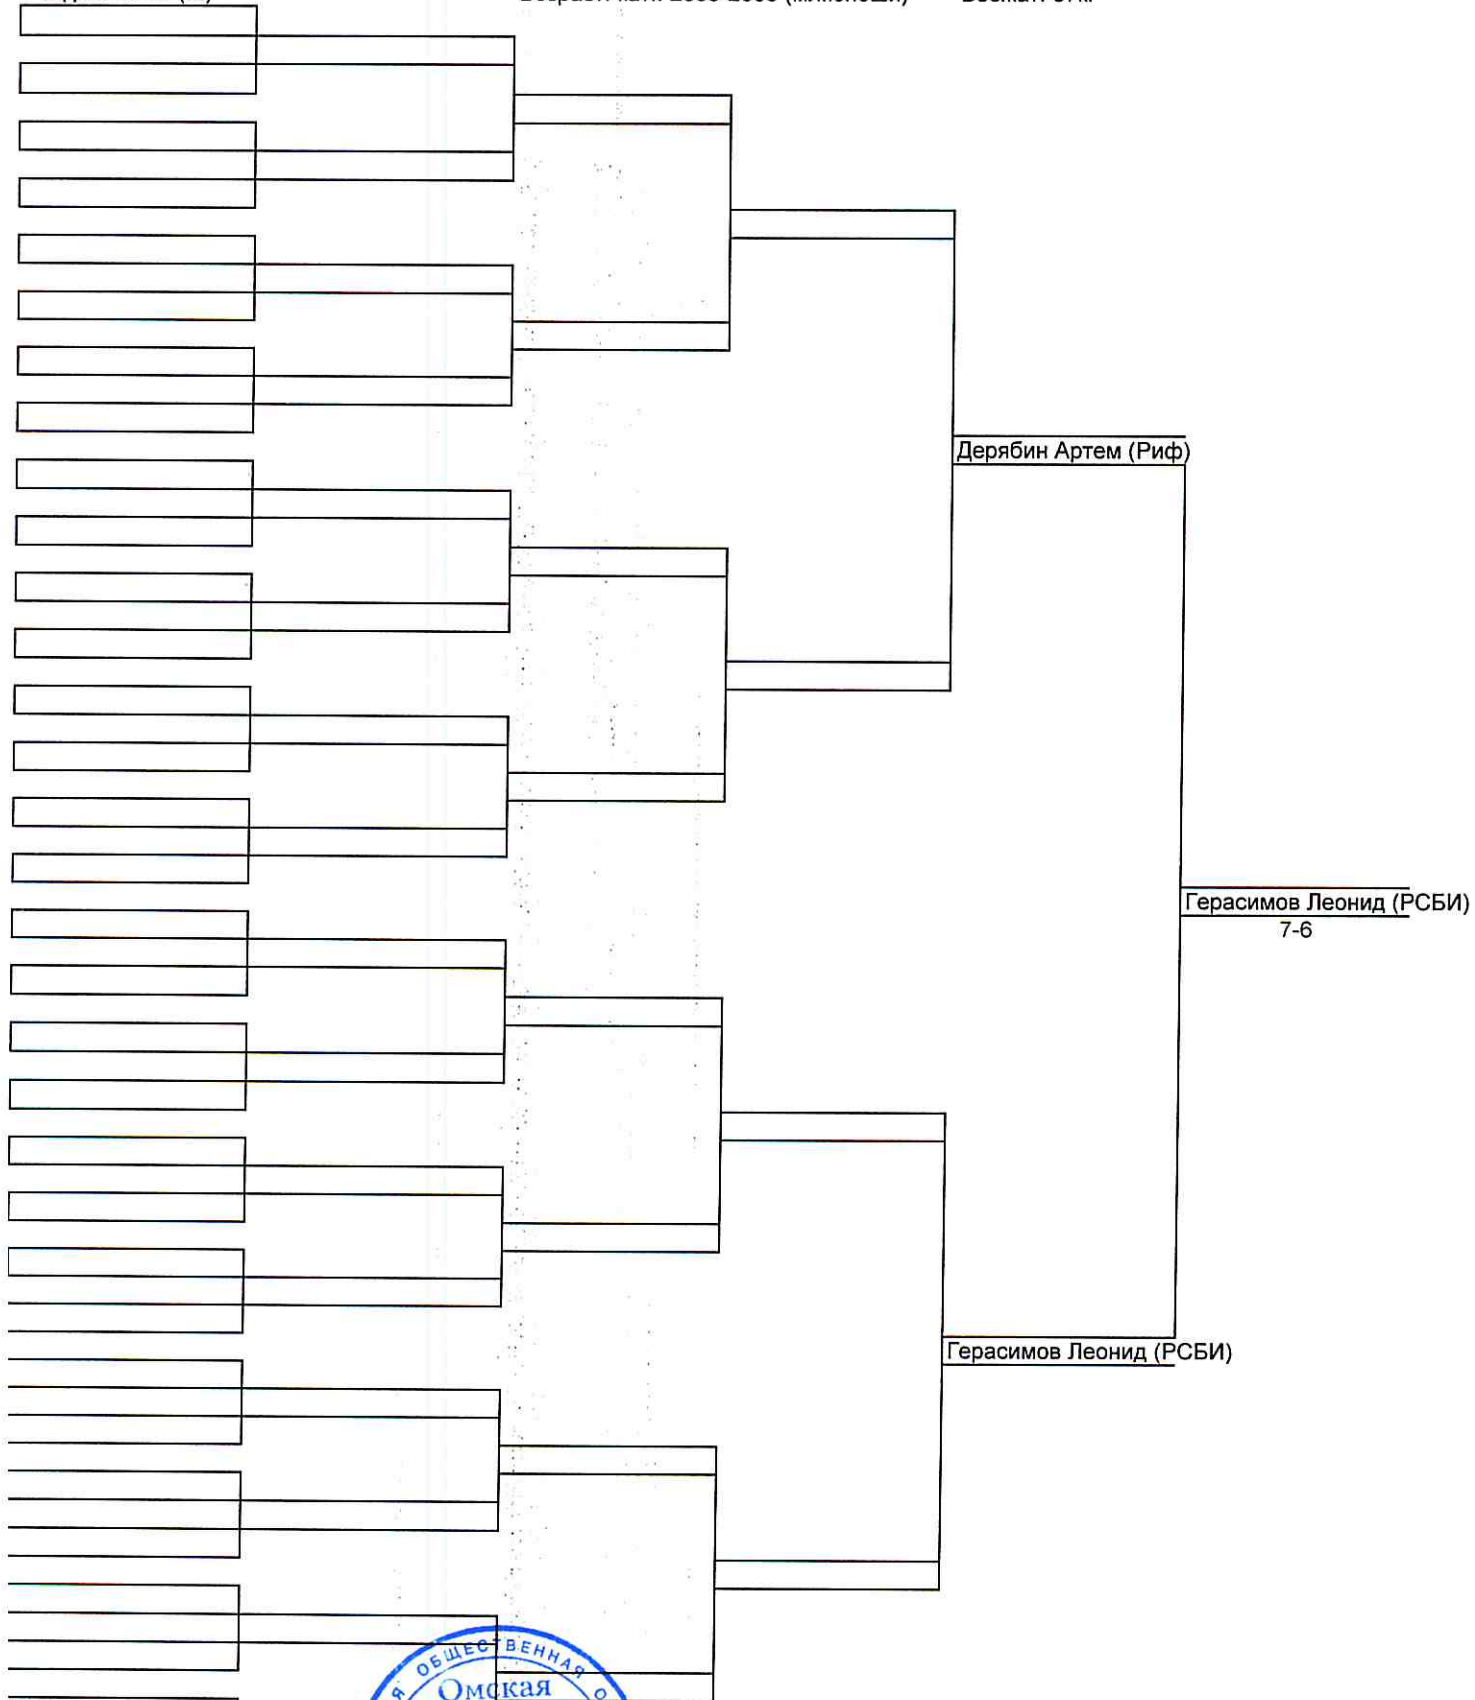 Дерябин Артем (Риф)
Герасимов Леонид (РСБИ)
7-6
Герасимов Леонид (РСБИ)
ОБЩЕСТВЕННАЯ
Омская